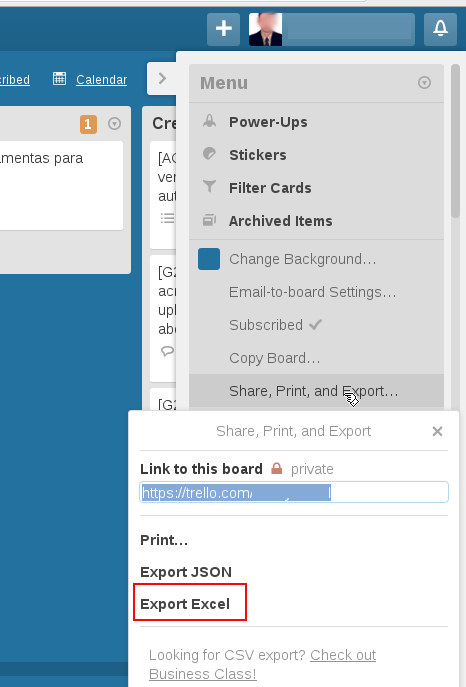 +
cribed
Calendar
1
amentas para
Cre
[AC
ver
aut
[G2
acr
upl
abo
[G2
Menu
Power-Ups
Stickers
Filter Cards
Archived Items
Change Background…
Email-to-board Settings…
Subscribed ✔
Copy Board…
Share, Print, and Export…
Share, Print, and Export
Link to this board private
https://trello.com/
Print…
Export JSON
Export Excel
Looking for CSV export? Check out
Business Class!